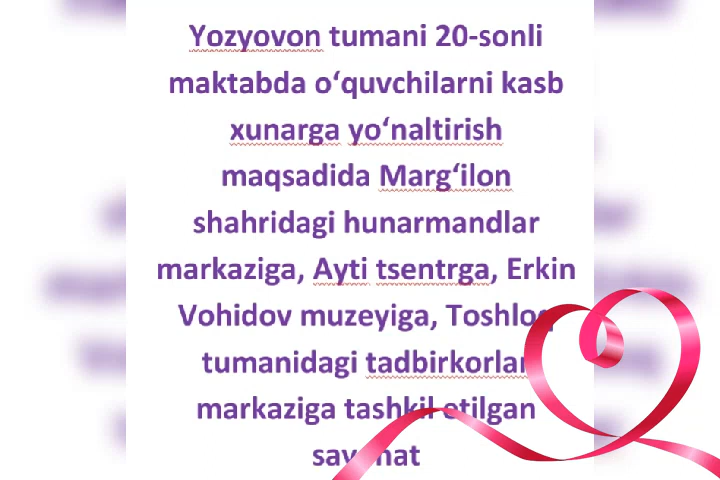 Yozyovon tumani 20-sonli
maktabda o‘quvchilarni kasb
xunarga yo‘naltirish
maqsadida Marg‘ilon
shahridagi hunarmandlar
markaziga, Ayti tsentrga, Erkin
Vohidov muzeyiga, Toshloq
tumanidagi tadbirkorlar
markaziga tashkil etilgan